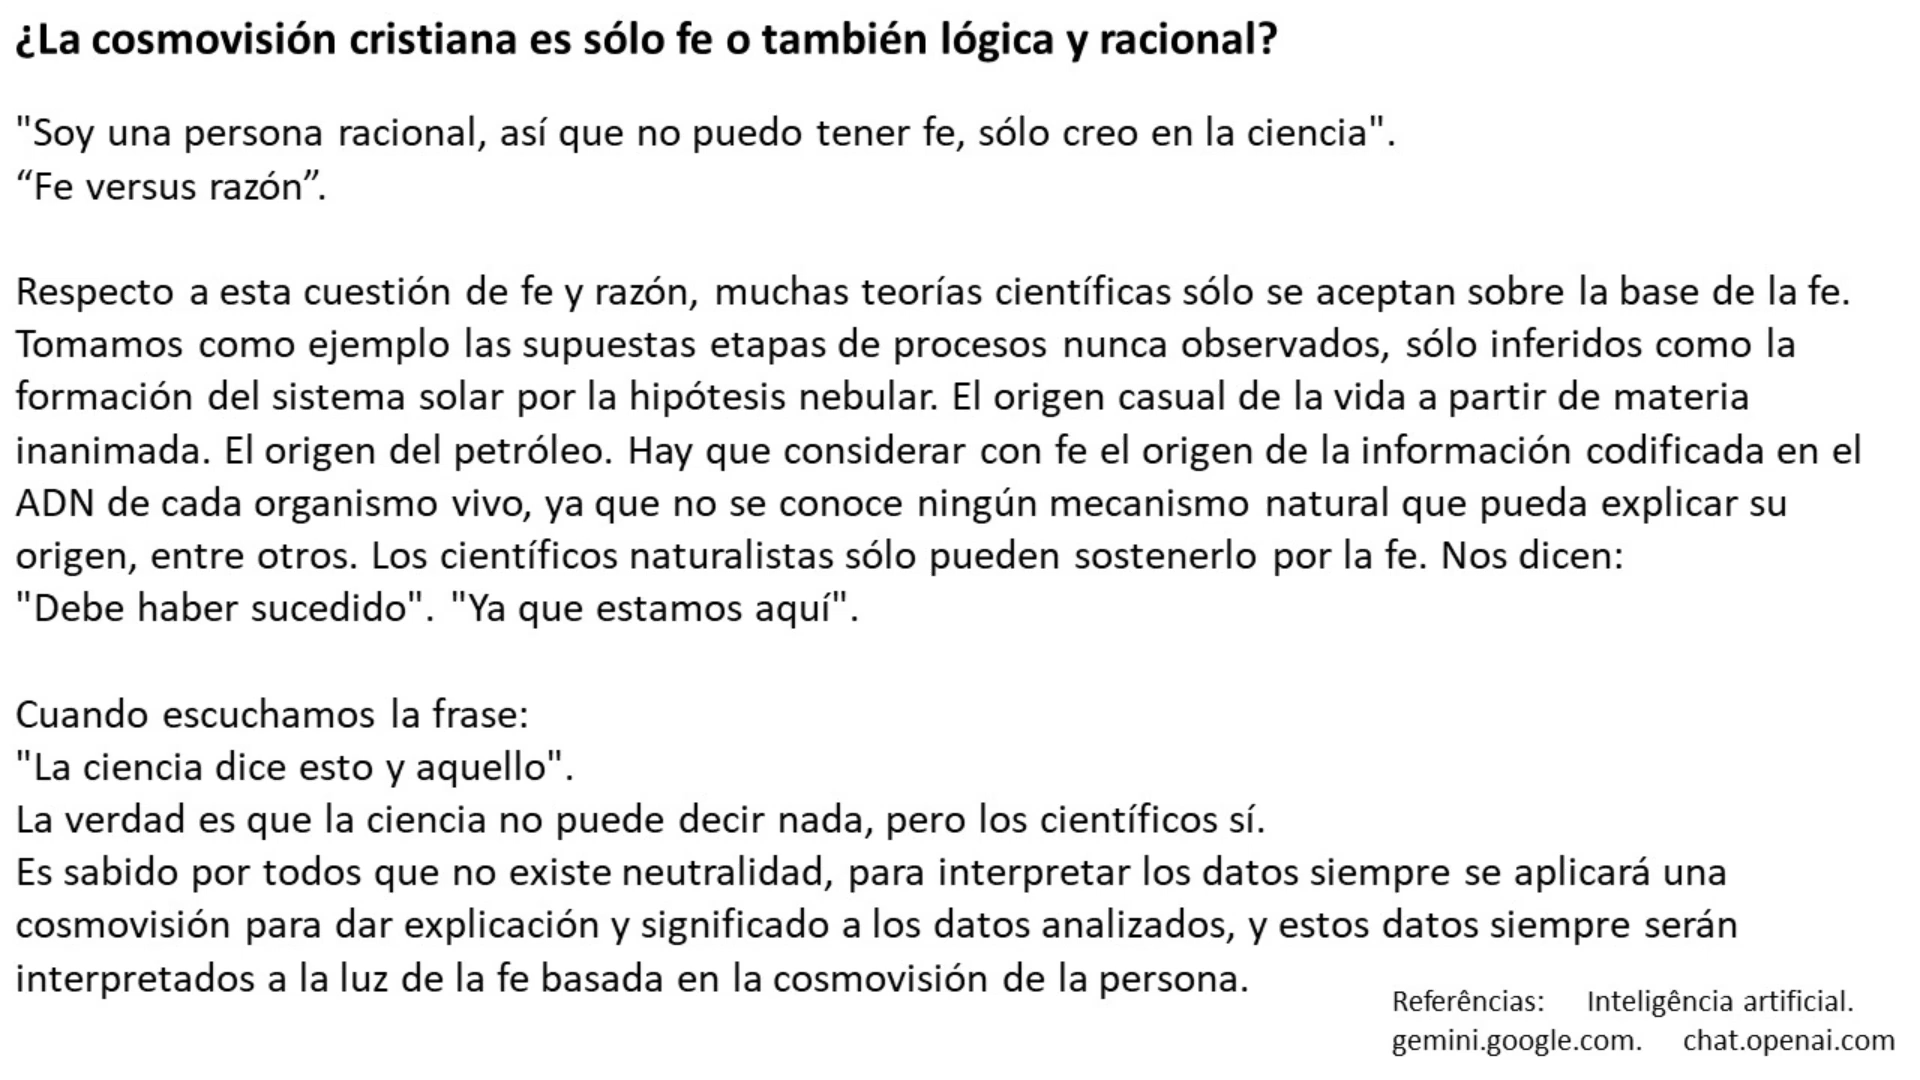 ¿La cosmovisión cristiana es sólo fe o también lógica y racional?
"Soy una persona racional, así que no puedo tener fe, sólo creo en la ciencia".
“Fe versus razón”.
Respecto a esta cuestión de fe y razón, muchas teorías científicas sólo se aceptan sobre la base de la fe.
Tomamos como ejemplo las supuestas etapas de procesos nunca observados, sólo inferidos como la
formación del sistema solar por la hipótesis nebular. El origen casual de la vida a partir de materia
inanimada. El origen del petróleo. Hay que considerar con fe el origen de la información codificada en el
ADN de cada organismo vivo, ya que no se conoce ningún mecanismo natural que pueda explicar su
origen, entre otros. Los científicos naturalistas sólo pueden sostenerlo por la fe. Nos dicen:
"Debe haber sucedido". "Ya que estamos aquí".
Cuando escuchamos la frase:
"La ciencia dice esto y aquello".
La verdad es que la ciencia no puede decir nada, pero los científicos sí.
Es sabido por todos que no existe neutralidad, para interpretar los datos siempre se aplicará una
cosmovisión para dar explicación y significado a los datos analizados, y estos datos siempre serán
interpretados a la luz de la fe basada en la cosmovisión de la persona.
Referências: Inteligência artificial.
gemini.google.com. chat.openai.com